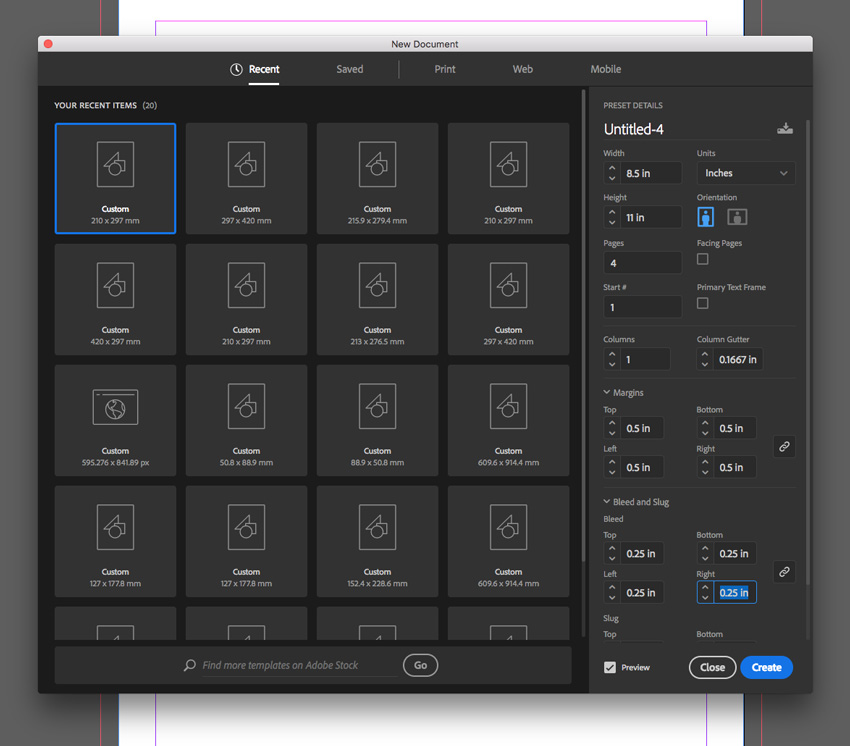 New Document
Recent Saved Print Web Mobile
YOUR RECENT ITEMS (20)
Custom Custom Custom Custom
210 x 297 mm 297 x 420 mm 215.9 x 279.4 mm 210 x 297 mm
Custom Custom Custom Custom
420 x 297 mm 210 x 297 mm 213 x 276.5 mm 297 x 420 mm
Custom Custom Custom Custom
595.276 x 841.89 px 50.8 x 88.9 mm 88.9 x 50.8 mm 609.6 x 914.4 mm
Custom Custom Custom Custom
127 x 177.8 mm 127 x 177.8 mm 152.4 x 228.6 mm 609.6 x 914.4 mm
Find more templates on Adobe Stock Go
PRESET DETAILS
Untitled-4
Width Units
8.5 in Inches
Height Orientation
11 in
Pages Facing Pages
4
Start # Primary Text Frame
1
Columns Column Gutter
1 0.1667 in
Margins
Top Bottom
0.5 in 0.5 in
Left Right
0.5 in 0.5 in
Bleed and Slug
Bleed
Top Bottom
0.25 in 0.25 in
Left Right
0.25 in 0.25 in
Slug
Top Bottom
Preview Close Create